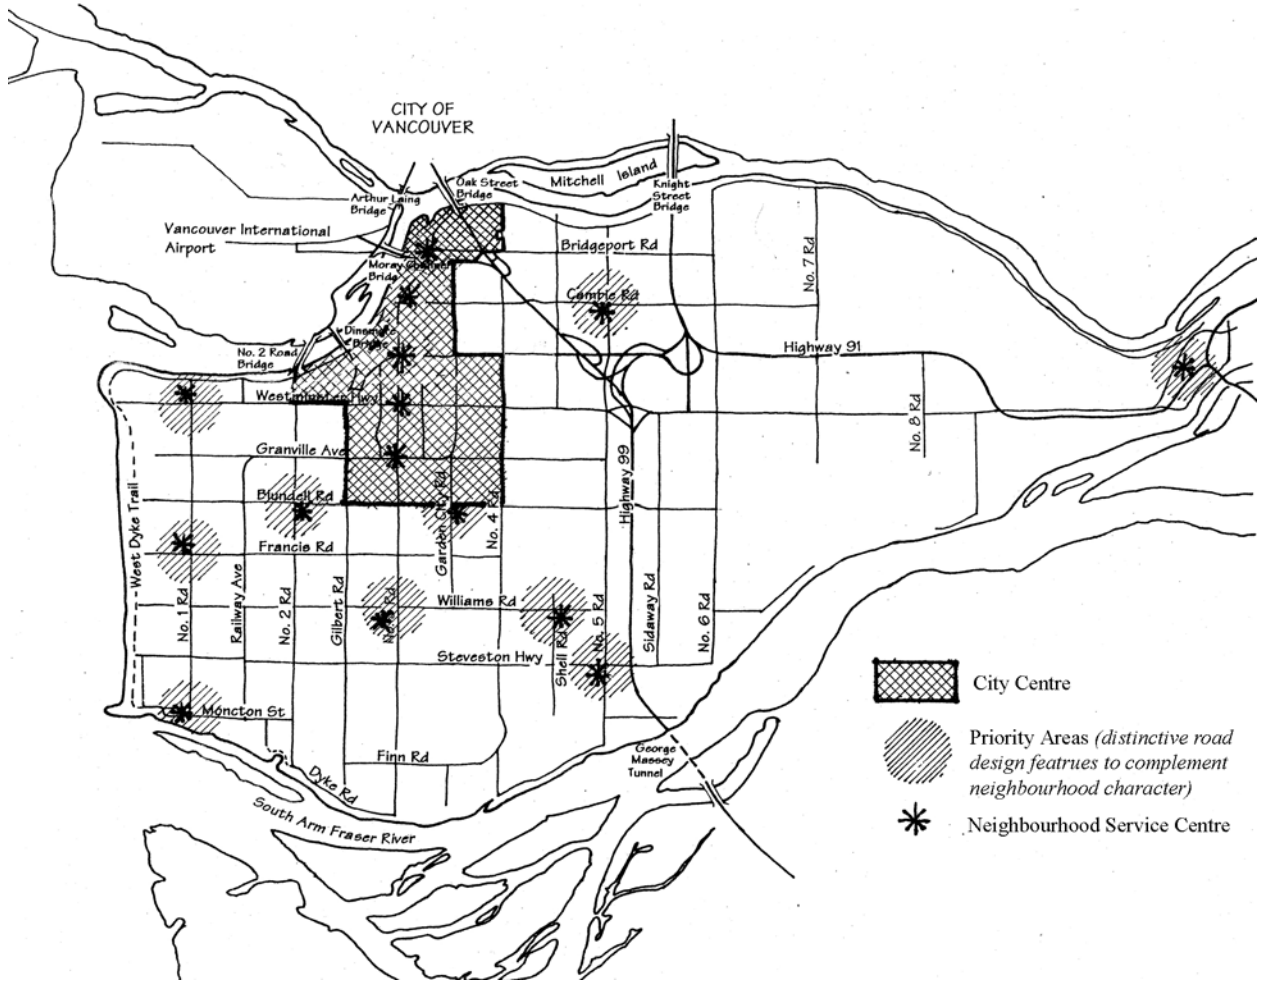 CITY OF
VANCOUVER
Mitchell Island
Oak Street
Bridge
Knight
Street
Bridge
Arthur Laing
Bridge
Vancouver International
Airport
Bridgeport Rd
No. 7 Rd
Moray Channel
Bridge
Cambie Rd
Dinsmore
Bridge
No. 2 Road
Bridge
Highway 91
Westminster Hwy
No. 8 Rd
Granville Ave
Highway 99
Blundell Rd
Garden City Rd
No. 4 Rd
West Dyke Trail
Francis Rd
No. 1 Rd
Railway Ave
No. 2 Rd
Gilbert Rd
No. 3 Rd
Williams Rd
Shell Rd
No. 5 Rd
Sidaway Rd
No. 6 Rd
Steveston Hwy
Moncton St
Finn Rd
Dyke Rd
George
Massey
Tunnel
South Arm Fraser River
City Centre
Priority Areas (distinctive road
design featrues to complement
neighbourhood character)
Neighbourhood Service Centre